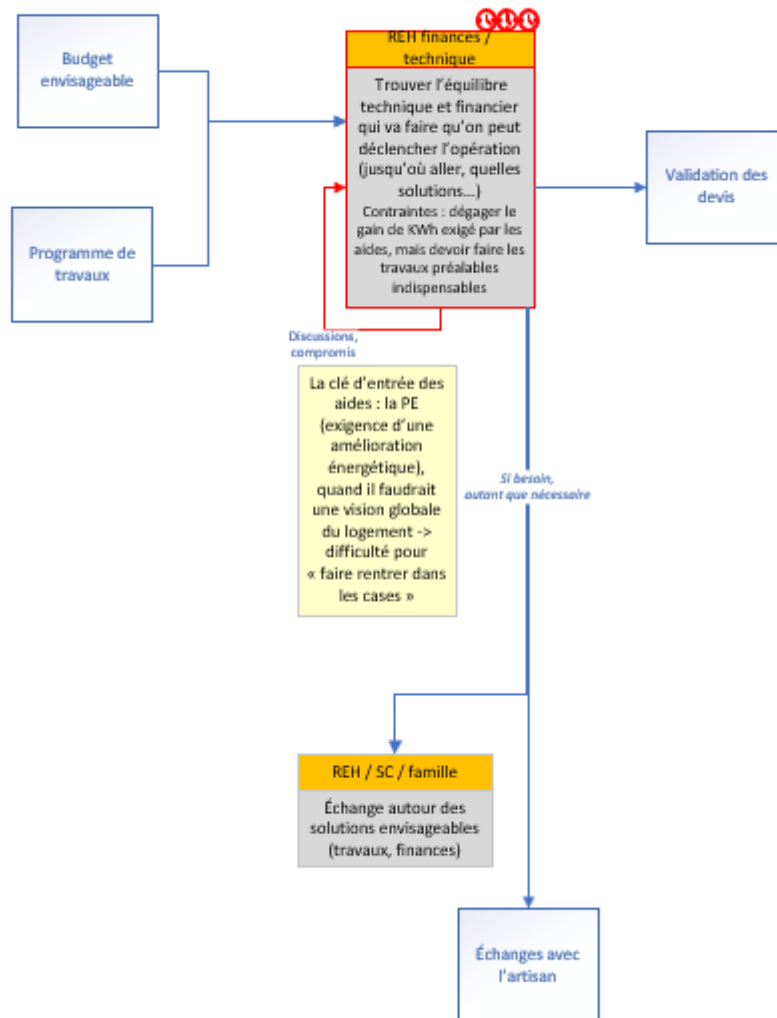 Budget
envisageable
REH finances /
technique
Trouver l'équilibre
technique et financier
qui va faire qu'on peut
déclencher l'opération
(jusqu'où aller, quelles
solutions...)
Contraintes : dégager le
gain de KWh exigé par les
aides, mais devoir faire les
travaux préalables
indispensables
Validation des
devis
Programme de
travaux
Discussions,
compromis
La clé d'entrée des
aides : la PE
(exigence d'une
amélioration
énergétique),
quand il faudrait
une vision globale
du logement ->
difficulté pour
« faire rentrer dans
les cases »
Si besoin,
autant que nécessaire
REH / SC / famille
Échange autour des
solutions envisageables
(travaux, finances)
Échanges avec
l'artisan